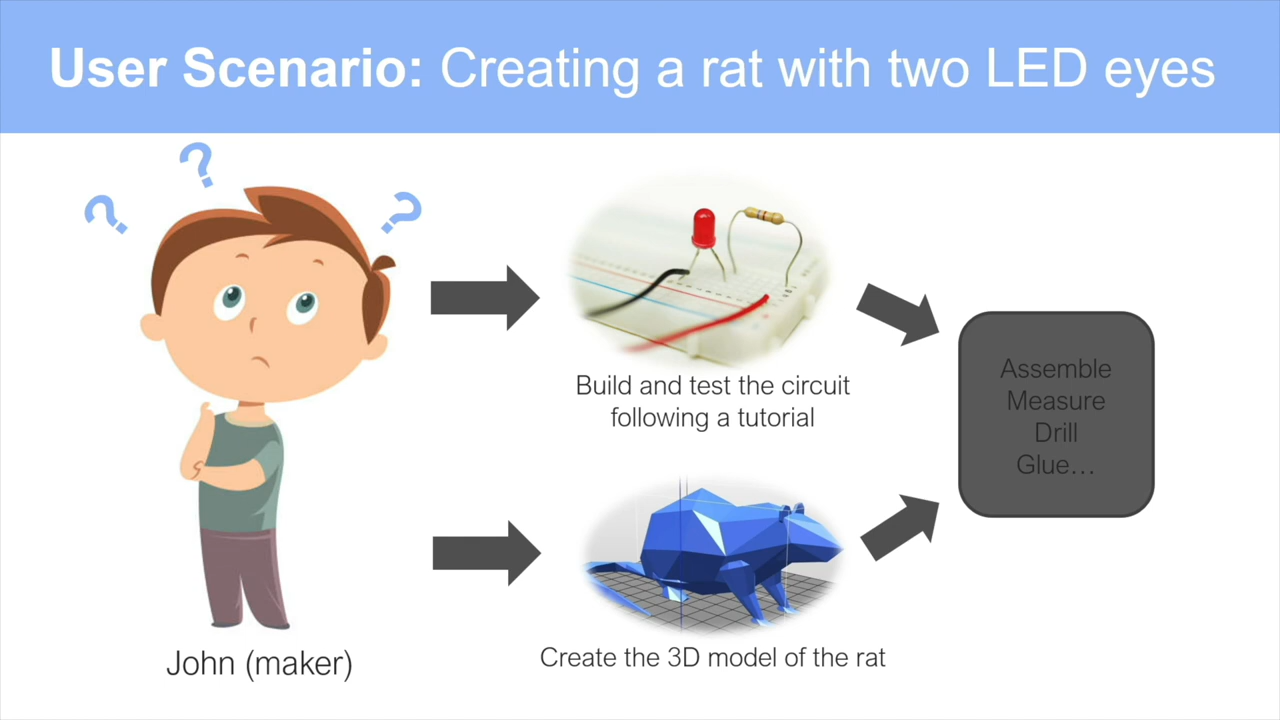 User Scenario: Creating a rat with two LED eyes
? ? ?
Build and test the circuit
following a tutorial
Assemble
Measure
Drill
Glue...
John (maker)
Create the 3D model of the rat